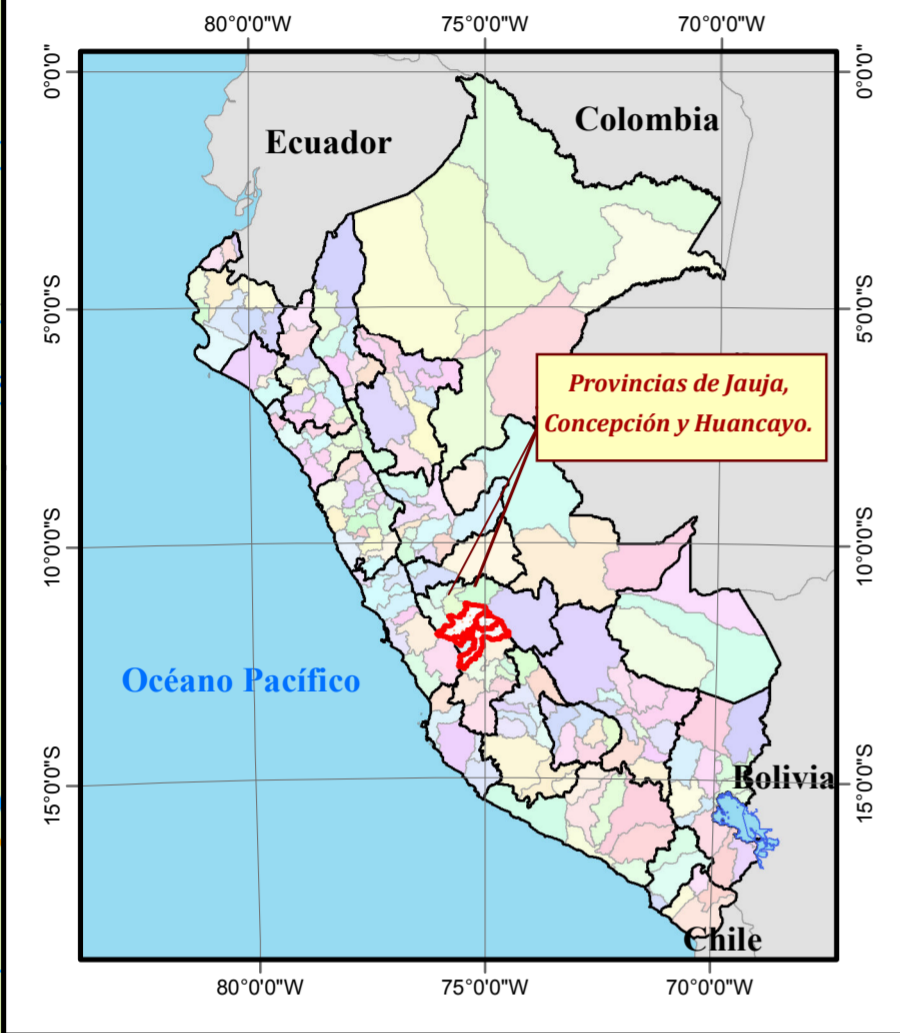 80°0'0"W 75°0'0"W 70°0'0"W
0°0'0" 0°0'0"
Colombia
Ecuador
5°0'0"S 5°0'0"S
Provincias de Jauja,
Concepción y Huancayo.
10°0'0"S 10°0'0"S
Océano Pacífico
Bolivia
15°0'0"S 15°0'0"S
Chile
80°0'0"W 75°0'0"W 70°0'0"W